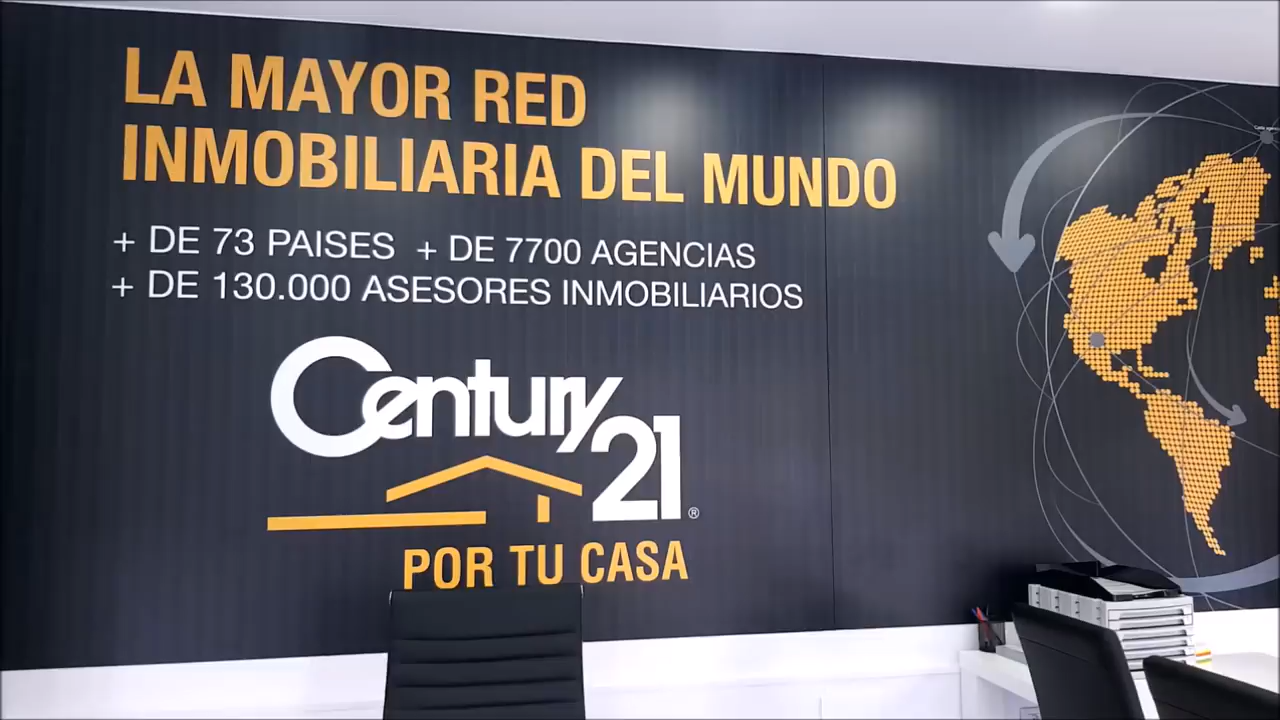 LA MAYOR RED
INMOBILIARIA DEL MUNDO
+ DE 73 PAISES + DE 7700 AGENCIAS
+ DE 130.000 ASESORES INMOBILIARIOS
Century
21®
POR TU CASA